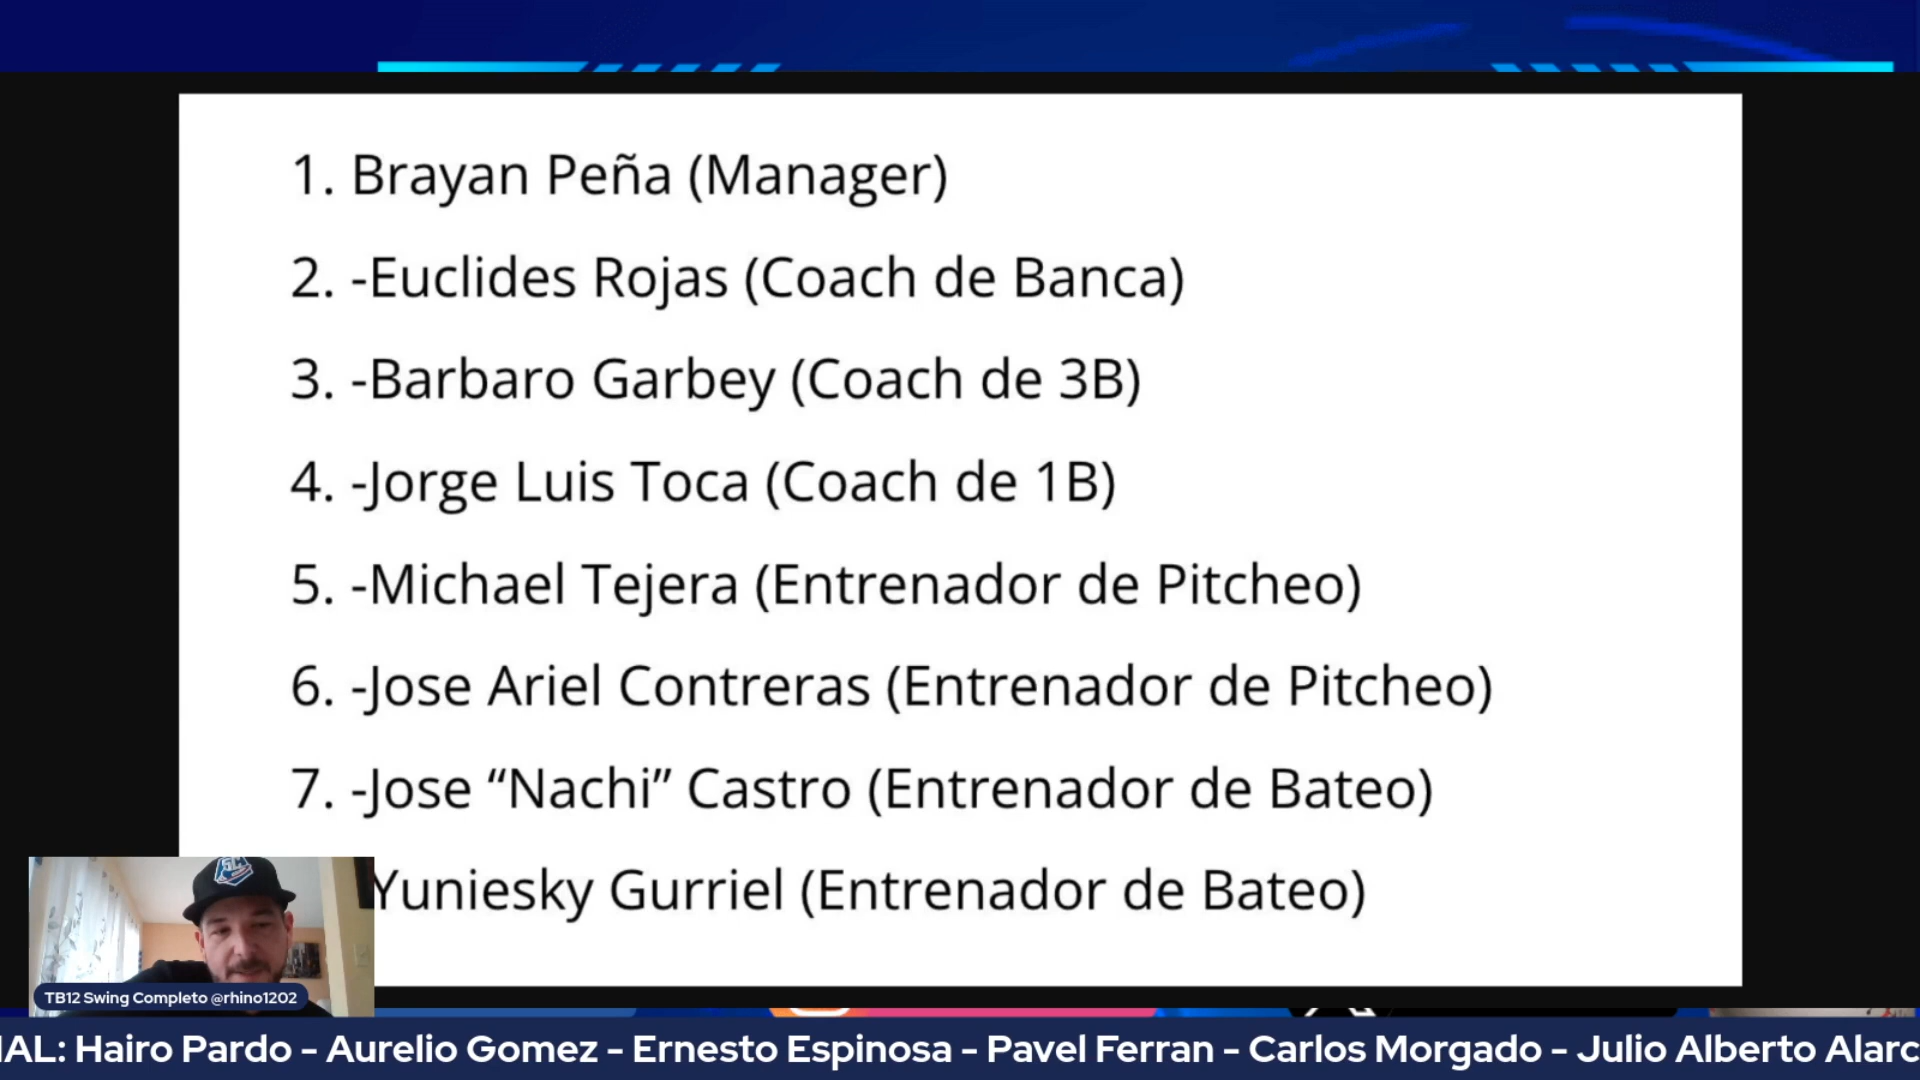 1. Brayan Peña (Manager)
2. -Euclides Rojas (Coach de Banca)
3. -Barbaro Garbey (Coach de 3B)
4. -Jorge Luis Toca (Coach de 1B)
5. -Michael Tejera (Entrenador de Pitcheo)
6. -Jose Ariel Contreras (Entrenador de Pitcheo)
7. -Jose “Nachi” Castro (Entrenador de Bateo)
Yuniesky Gurriel (Entrenador de Bateo)
TB12 Swing Completo @rhino1202
Hairo Pardo - Aurelio Gomez - Ernesto Espinosa - Pavel Ferran - Carlos Morgado - Julio Alberto